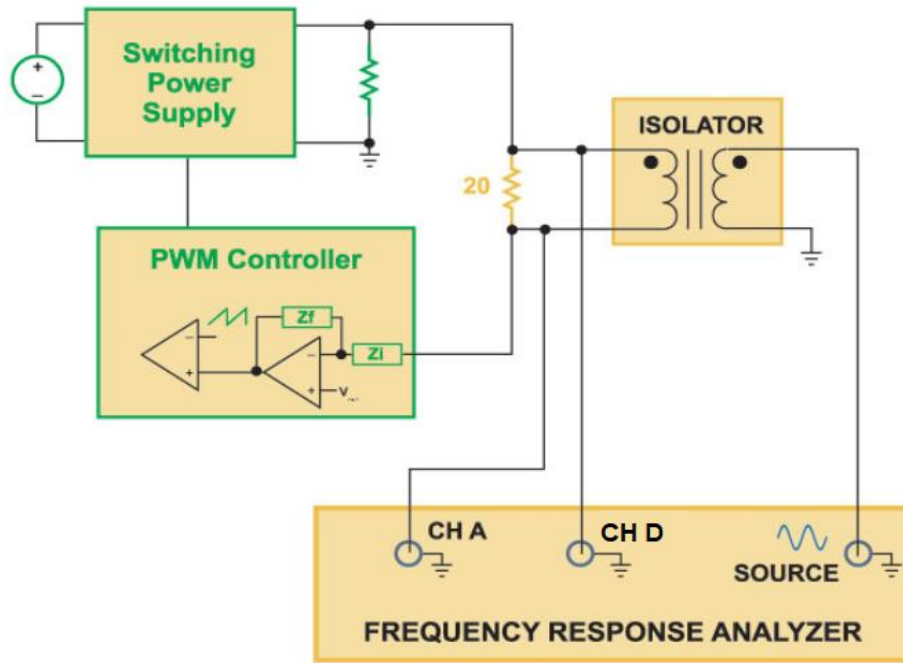 +
−
Switching
Power
Supply
ISOLATOR
20
PWM Controller
Zf
Zi
−
+
−
+
CH A
CH D
SOURCE
FREQUENCY RESPONSE ANALYZER